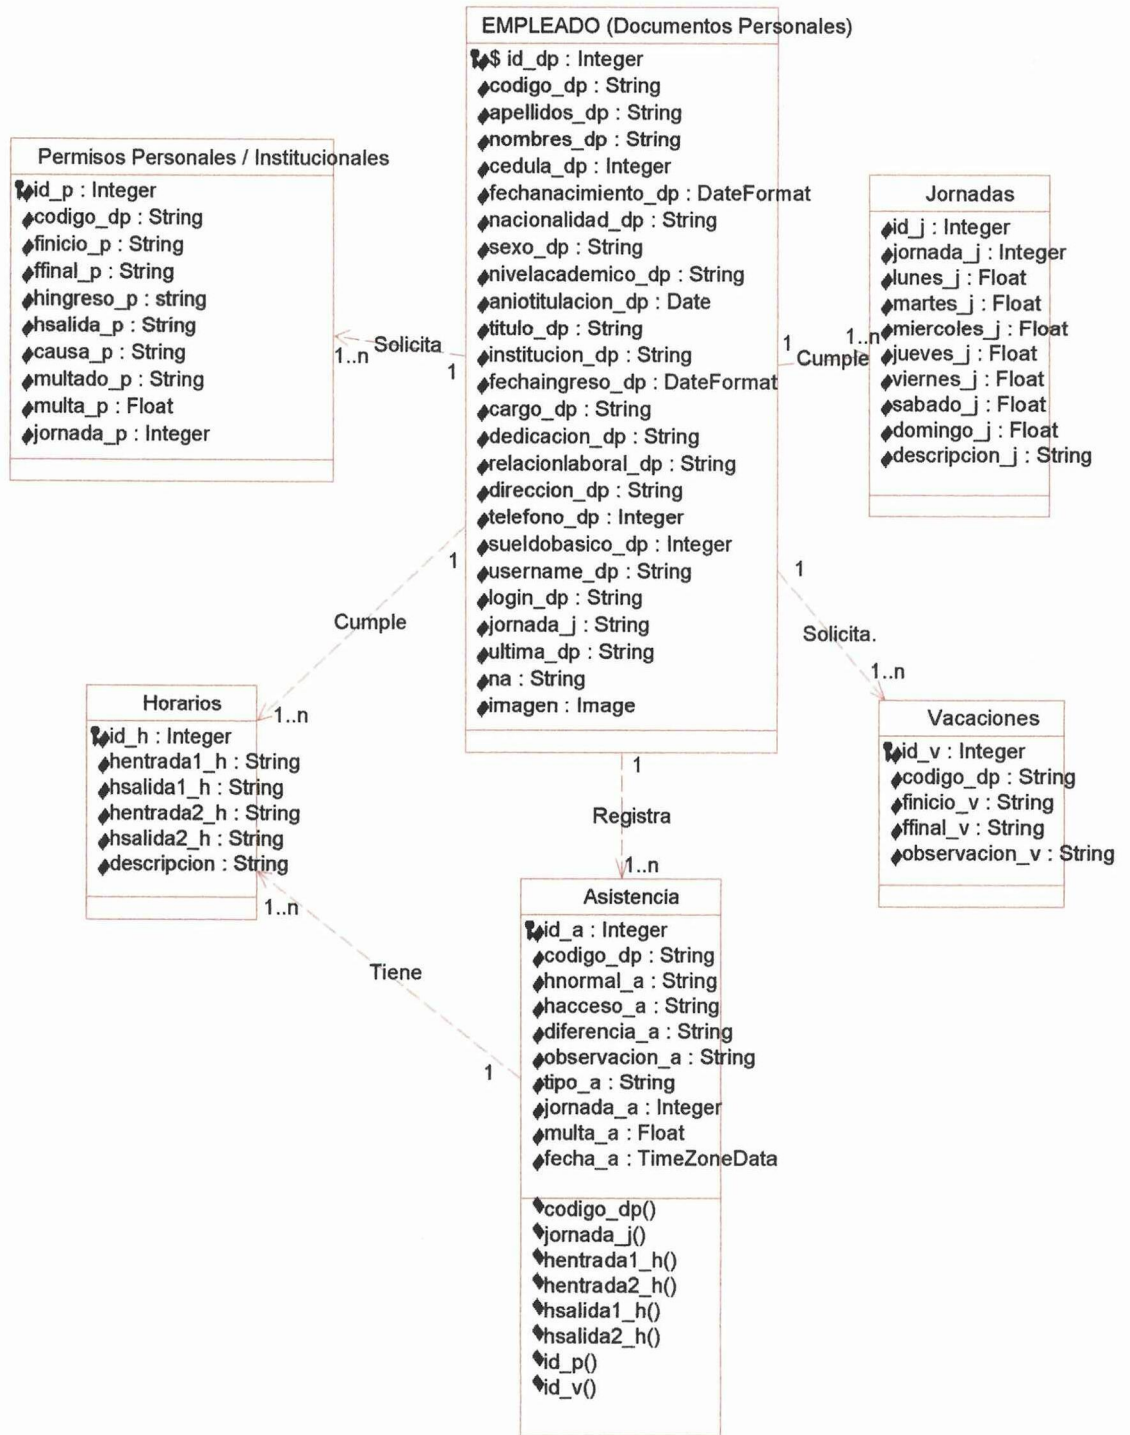 EMPLEADO (Documentos Personales)
$ id_dp : Integer
codigo_dp : String
apellidos_dp : String
nombres_dp : String
cedula_dp : Integer
fechanacimiento_dp : DateFormat
nacionalidad_dp : String
sexo_dp : String
nivelacademico_dp : String
aniotitulacion_dp : Date
titulo_dp : String
institucion_dp : String
fechaingreso_dp : DateFormat
cargo_dp : String
dedicacion_dp : String
relacionlaboral_dp : String
direccion_dp : String
telefono_dp : Integer
sueldobasico_dp : Integer
username_dp : String
login_dp : String
jornada_j : String
ultima_dp : String
na : String
imagen : Image
Permisos Personales / Institucionales
id_p : Integer
codigo_dp : String
finicio_p : String
ffinal_p : String
hingreso_p : string
hsalida_p : String
causa_p : String
multado_p : String
multa_p : Float
jornada_p : Integer
1..n
Solicita
1
Jornadas
id_j : Integer
jornada_j : Integer
lunes_j : Float
martes_j : Float
miercoles_j : Float
jueves_j : Float
viernes_j : Float
sabado_j : Float
domingo_j : Float
descripcion_j : String
1
1..n
Cumple
1
Cumple
1..n
1
Solicita.
1..n
Horarios
id_h : Integer
hentrada1_h : String
hsalida1_h : String
hentrada2_h : String
hsalida2_h : String
descripcion : String
1..n
Tiene
1
Vacaciones
id_v : Integer
codigo_dp : String
finicio_v : String
ffinal_v : String
observacion_v : String
1
Registra
1..n
Asistencia
id_a : Integer
codigo_dp : String
hnormal_a : String
hacceso_a : String
diferencia_a : String
observacion_a : String
tipo_a : String
jornada_a : Integer
multa_a : Float
fecha_a : TimeZoneData
codigo_dp()
jornada_j()
hentrada1_h()
hentrada2_h()
hsalida1_h()
hsalida2_h()
id_p()
id_v()